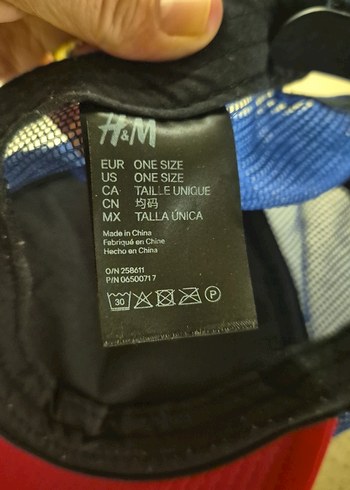 H&M
EUR ONE SIZE
US ONE SIZE
CA TAILLE UNIQUE
CN 均码
MX TALLA ÚNICA
Made in China
Fabriqué en Chine
Hecho en China
O/N 258611
P/N 06500717
30 P